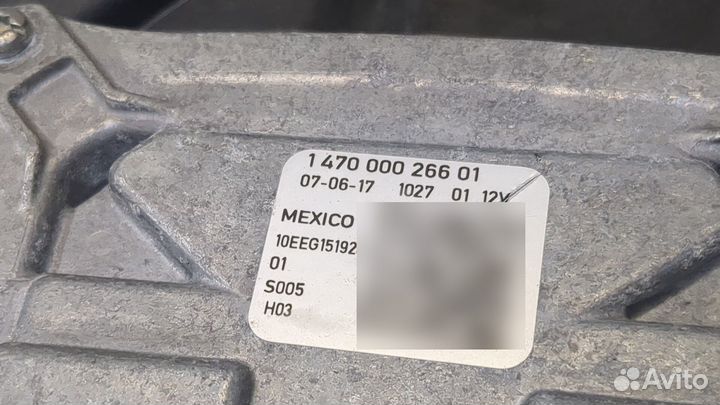 1 470 000 266 01
07-06-17 1027 01 12V
MEXICO
10EEG15192
01
S005
H03
Avito